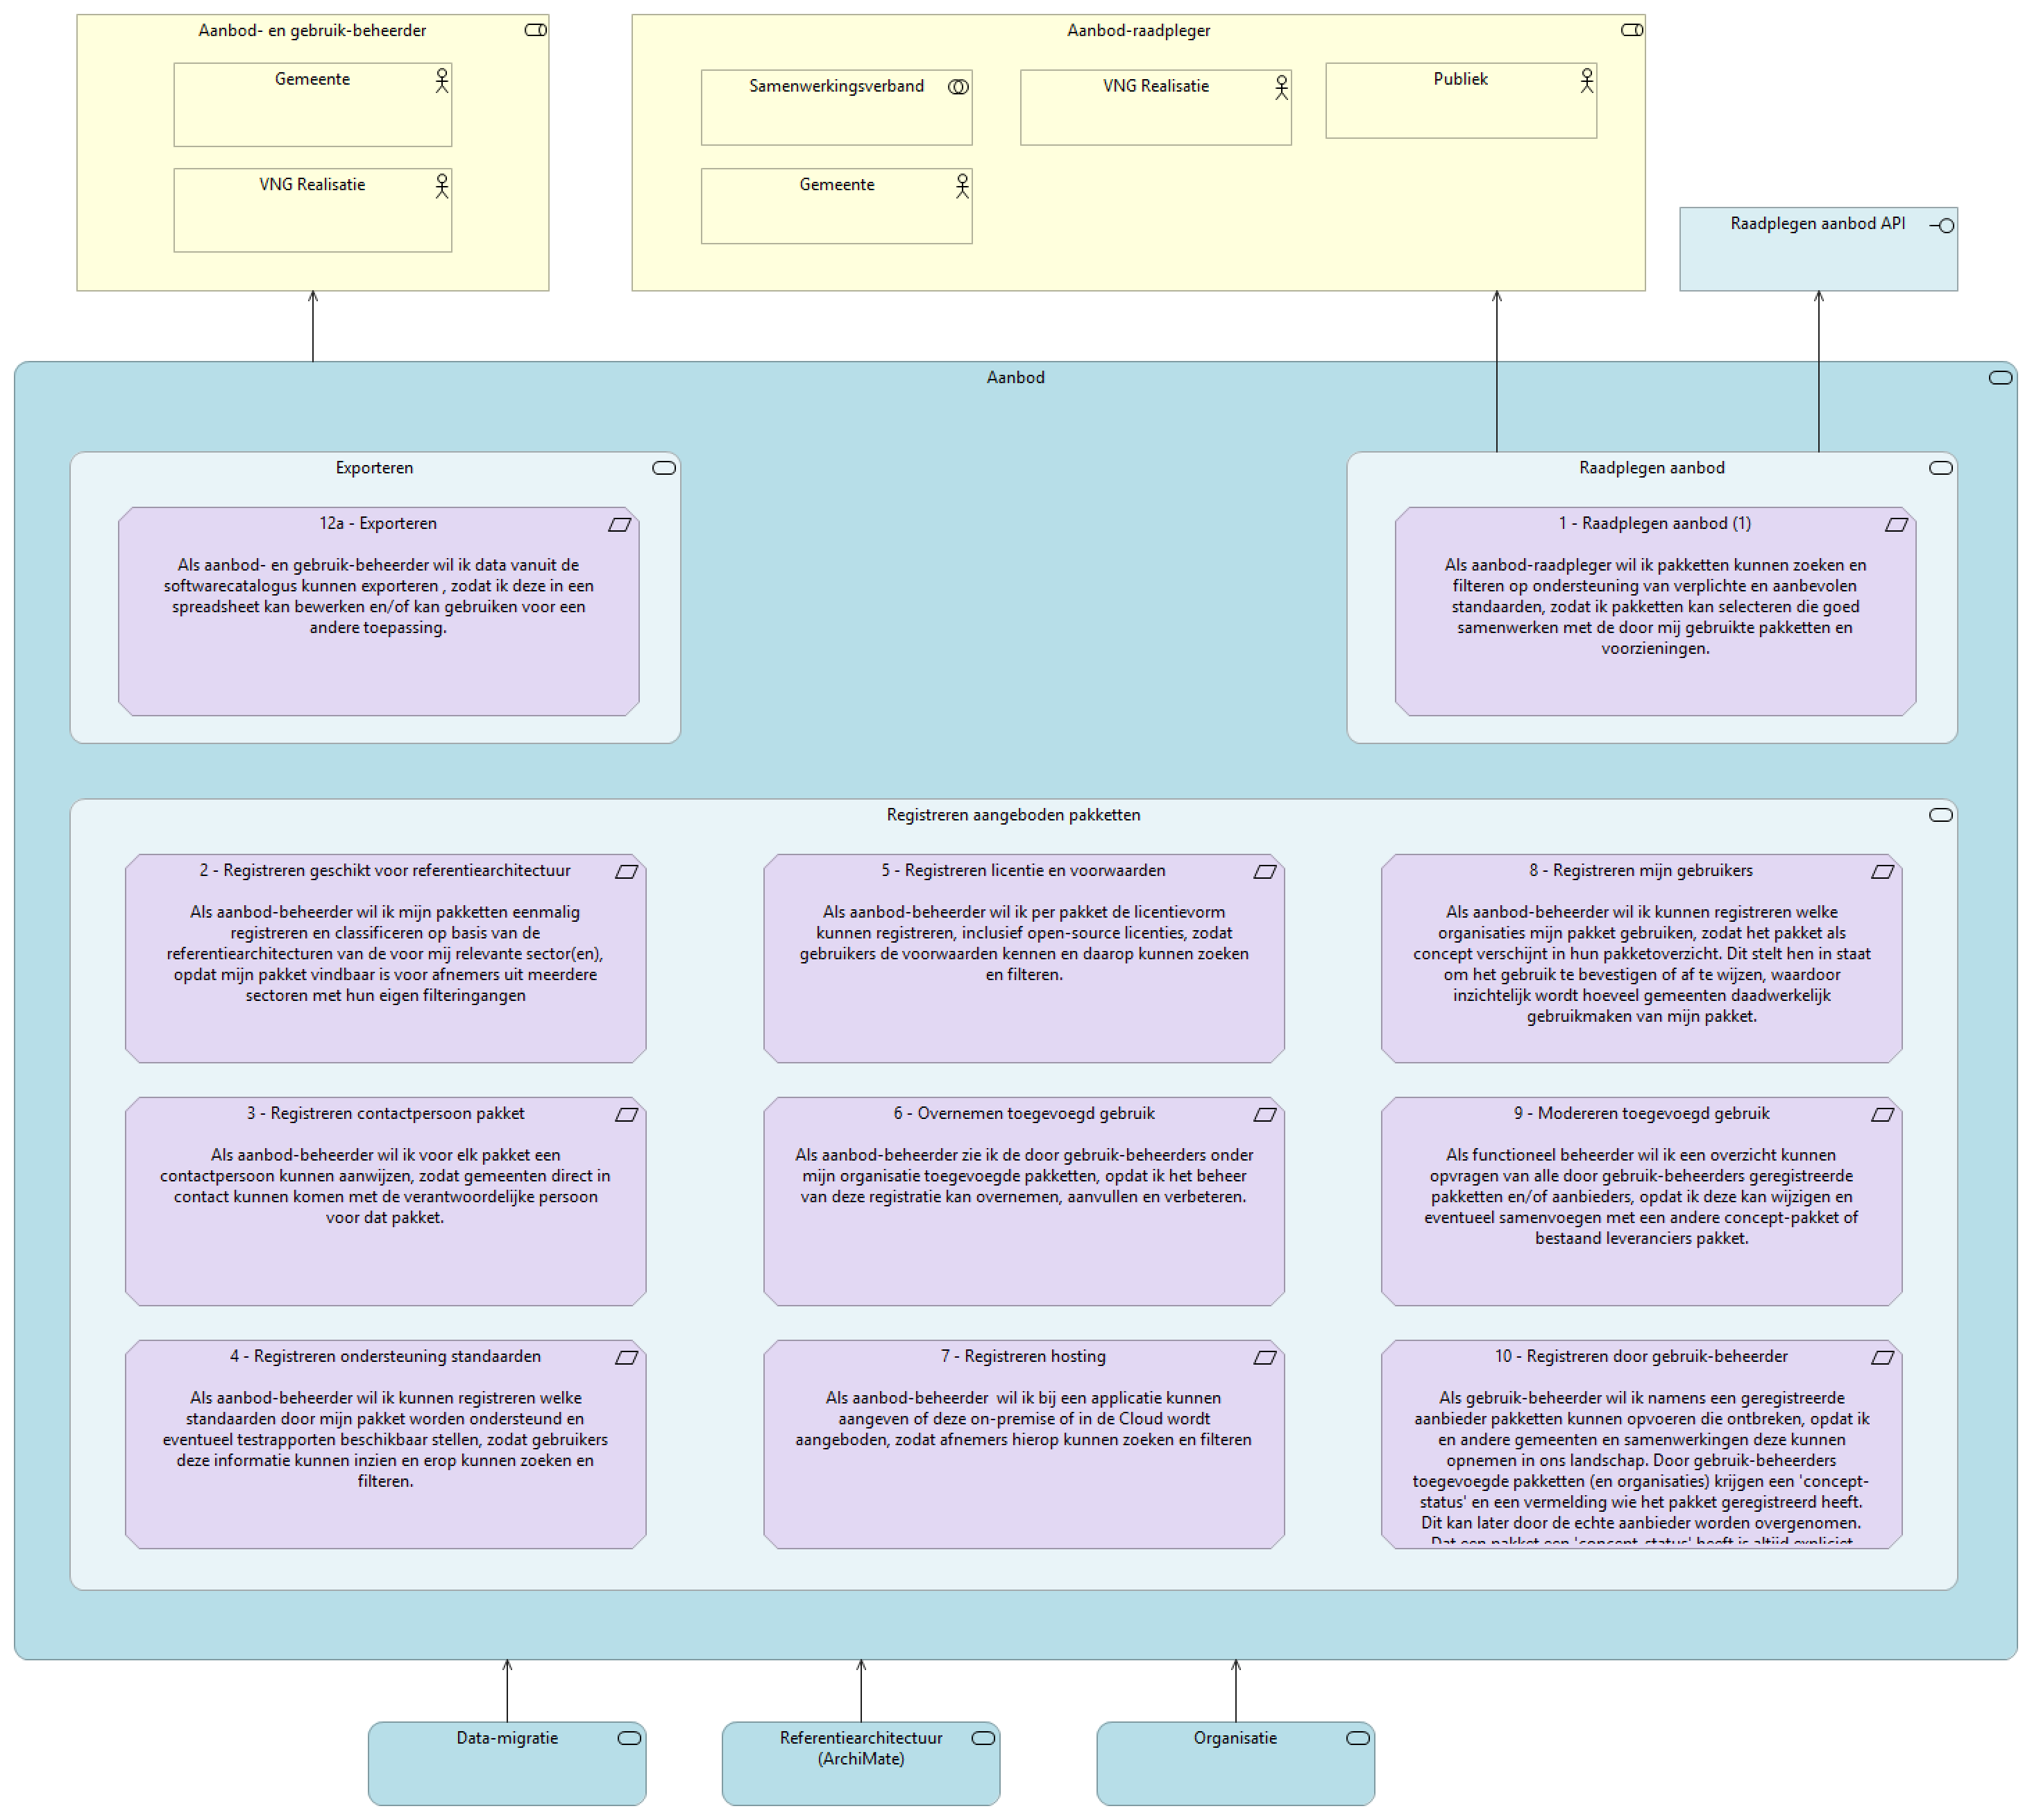 Aanbod- en gebruik-beheerder
Gemeente
VNG Realisatie
Aanbod-raadpleger
Samenwerkingsverband
VNG Realisatie
Publiek
Gemeente
Raadplegen aanbod API
Aanbod
Exporteren
12a - Exporteren
Als aanbod- en gebruik-beheerder wil ik data vanuit de
softwarecatalogus kunnen exporteren , zodat ik deze in een
spreadsheet kan bewerken en/of kan gebruiken voor een
andere toepassing.
Raadplegen aanbod
1 - Raadplegen aanbod (1)
Als aanbod-raadpleger wil ik pakketten kunnen zoeken en
filteren op ondersteuning van verplichte en aanbevolen
standaarden, zodat ik pakketten kan selecteren die goed
samenwerken met de door mij gebruikte pakketten en
voorzieningen.
Registreren aangeboden pakketten
2 - Registreren geschikt voor referentiearchitectuur
Als aanbod-beheerder wil ik mijn pakketten eenmalig
registreren en classificeren op basis van de
referentiearchitecturen van de voor mij relevante sector(en),
opdat mijn pakket vindbaar is voor afnemers uit meerdere
sectoren met hun eigen filteringangen
5 - Registreren licentie en voorwaarden
Als aanbod-beheerder wil ik per pakket de licentievorm
kunnen registreren, inclusief open-source licenties, zodat
gebruikers de voorwaarden kennen en daarop kunnen zoeken
en filteren.
8 - Registreren mijn gebruikers
Als aanbod-beheerder wil ik kunnen registreren welke
organisaties mijn pakket gebruiken, zodat het pakket als
concept verschijnt in hun pakketoverzicht. Dit stelt hen in staat
om het gebruik te bevestigen of af te wijzen, waardoor
inzichtelijk wordt hoeveel gemeenten daadwerkelijk
gebruikmaken van mijn pakket.
3 - Registreren contactpersoon pakket
Als aanbod-beheerder wil ik voor elk pakket een
contactpersoon kunnen aanwijzen, zodat gemeenten direct in
contact kunnen komen met de verantwoordelijke persoon
voor dat pakket.
6 - Overnemen toegevoegd gebruik
Als aanbod-beheerder zie ik de door gebruik-beheerders onder
mijn organisatie toegevoegde pakketten, opdat ik het beheer
van deze registratie kan overnemen, aanvullen en verbeteren.
9 - Modereren toegevoegd gebruik
Als functioneel beheerder wil ik een overzicht kunnen
opvragen van alle door gebruik-beheerders geregistreerde
pakketten en/of aanbieders, opdat ik deze kan wijzigen en
eventueel samenvoegen met een andere concept-pakket of
bestaand leveranciers pakket.
4 - Registreren ondersteuning standaarden
Als aanbod-beheerder wil ik kunnen registreren welke
standaarden door mijn pakket worden ondersteund en
eventueel testrapporten beschikbaar stellen, zodat gebruikers
deze informatie kunnen inzien en erop kunnen zoeken en
filteren.
7 - Registreren hosting
Als aanbod-beheerder  wil ik bij een applicatie kunnen
aangeven of deze on-premise of in de Cloud wordt
aangeboden, zodat afnemers hierop kunnen zoeken en filteren
10 - Registreren door gebruik-beheerder
Als gebruik-beheerder wil ik namens een geregistreerde
aanbieder pakketten kunnen opvoeren die ontbreken, opdat ik
en andere gemeenten en samenwerkingen deze kunnen
opnemen in ons landschap. Door gebruik-beheerders
toegevoegde pakketten (en organisaties) krijgen een 'concept-
status' en een vermelding wie het pakket geregistreerd heeft.
Dit kan later door de echte aanbieder worden overgenomen.
Dat een pakket een 'concept-status' heeft is altijd expliciet
Data-migratie
Referentiearchitectuur
(ArchiMate)
Organisatie